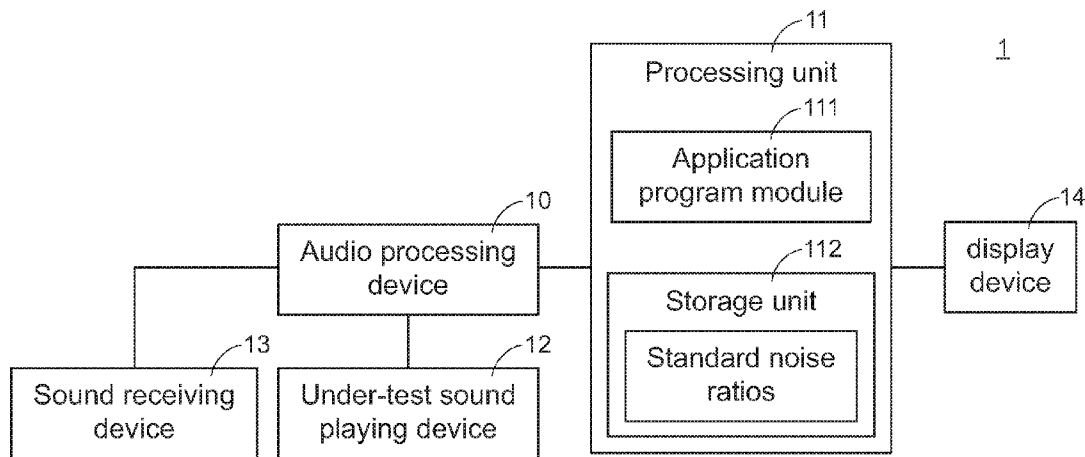 11
1
Processing unit
111
Application
program module
10
Audio processing
device
14
display
device
112
Storage unit
Standard noise
ratios
13
Sound receiving
device
12
Under-test sound
playing device